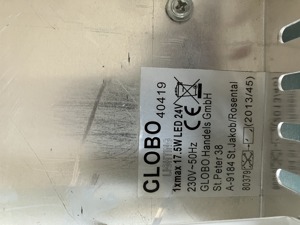 GLOBO 40419
1xmax 17.5W LED 24V
230V~50Hz
GLOBO Handels GmbH
St.Peter 38
A-9184 St.Jakob/Rosental
80379 (2013/45)